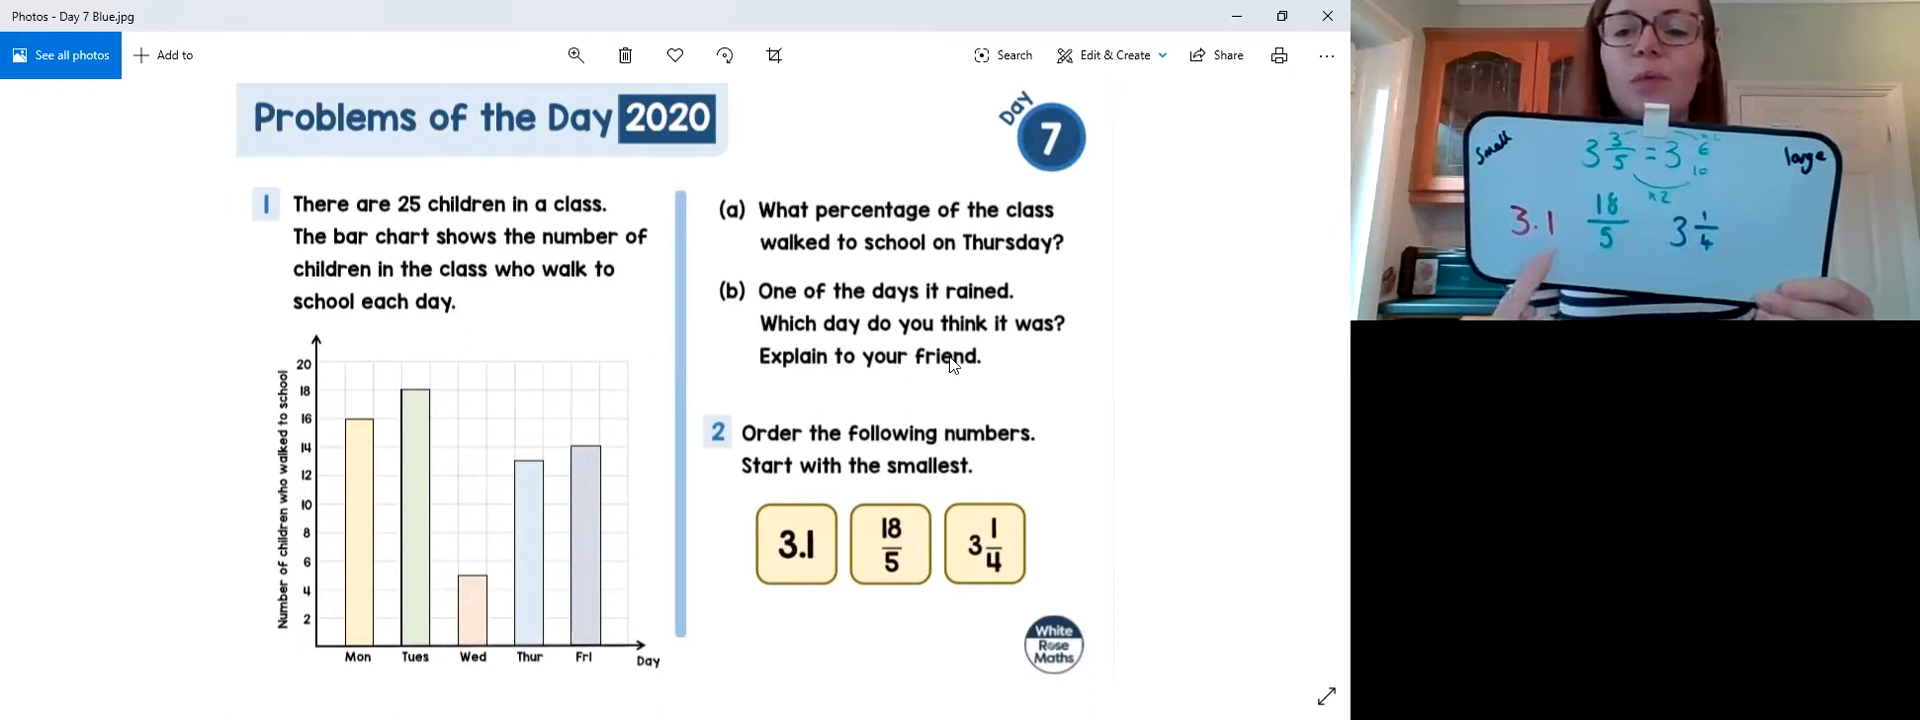 Photos - Day 7 Blue.jpg
See all photos
Add to
Search
Edit & Create
Share
Problems of the Day 2020
Day
7
1
There are 25 children in a class.
The bar chart shows the number of
children in the class who walk to
school each day.
Number of children who walked to school
20
18
16
14
12
10
8
6
4
2
Mon Tues Wed Thur Fri
Day
(a) What percentage of the class
walked to school on Thursday?
(b) One of the days it rained.
Which day do you think it was?
Explain to your friend.
2 Order the following numbers.
Start with the smallest.
3.1 18/5 3 1/4
White
Rose
Maths
small
large
3 3/5 = 3 6/10
x2
3.1 18/5 3 1/4